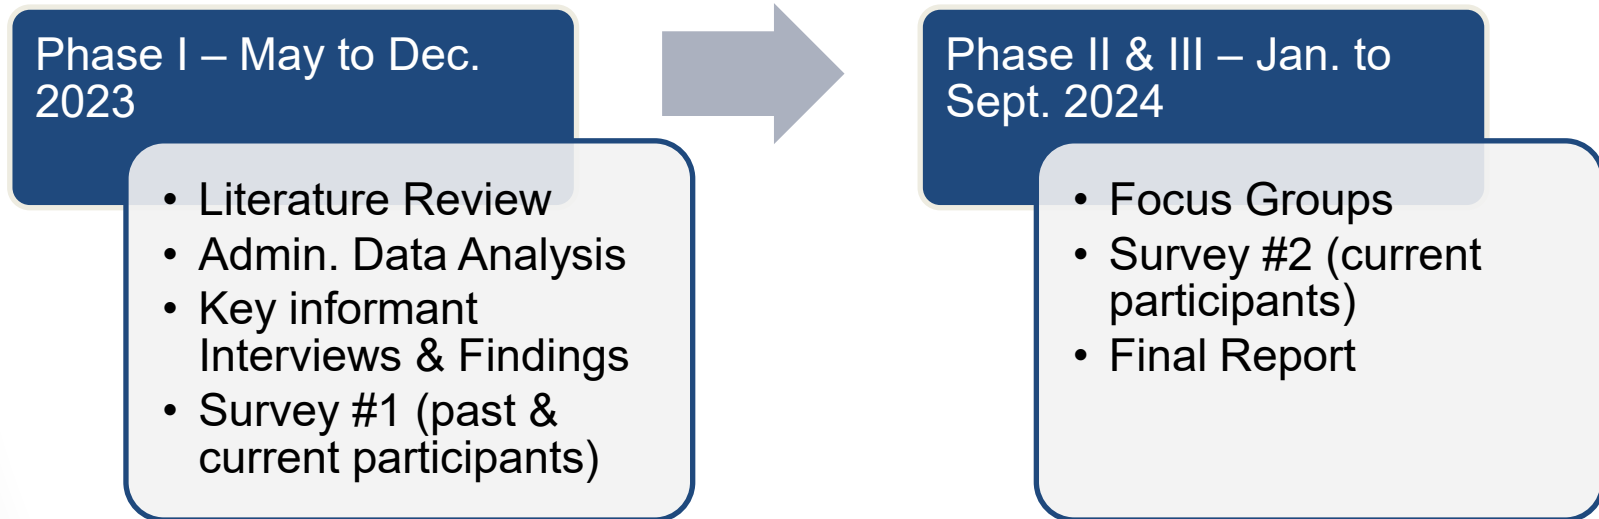 Phase I – May to Dec.
2023
• Literature Review
• Admin. Data Analysis
• Key informant
Interviews & Findings
• Survey #1 (past &
current participants)
Phase II & III – Jan. to
Sept. 2024
• Focus Groups
• Survey #2 (current
participants)
• Final Report